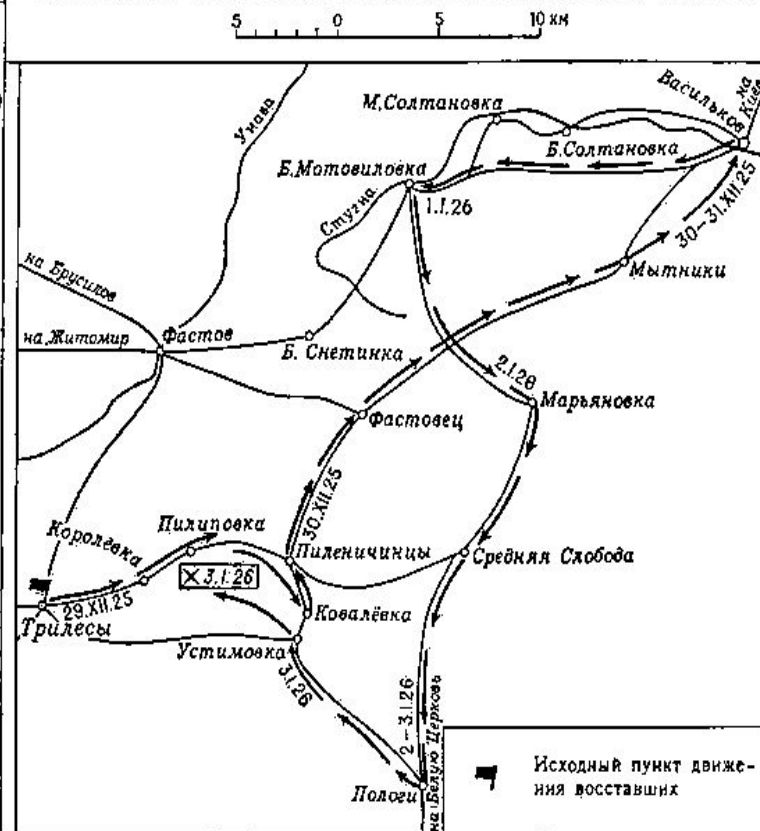 5 0 5 10 км
Васильков
на Киев
М.Солтановка
Унава
Б.Солтановка
Б.Мотовиловка
Стугна
1.I.26
30–31.XII.25
Мытники
на Брусилов
на Житомир
Фастов
Б. Снетинка
2.I.26
Марьяновка
Фастовец
30.XII.25
Королёвка
Пилиповка
Пиленичинцы
Средняя Слобода
3.I.26
29.XII.25
Ковалёвка
Трилесы
Устимовка
3.I.26
2–3.I.26
на Белую Церковь
Пологи
Исходный пункт движе-
ния восставших